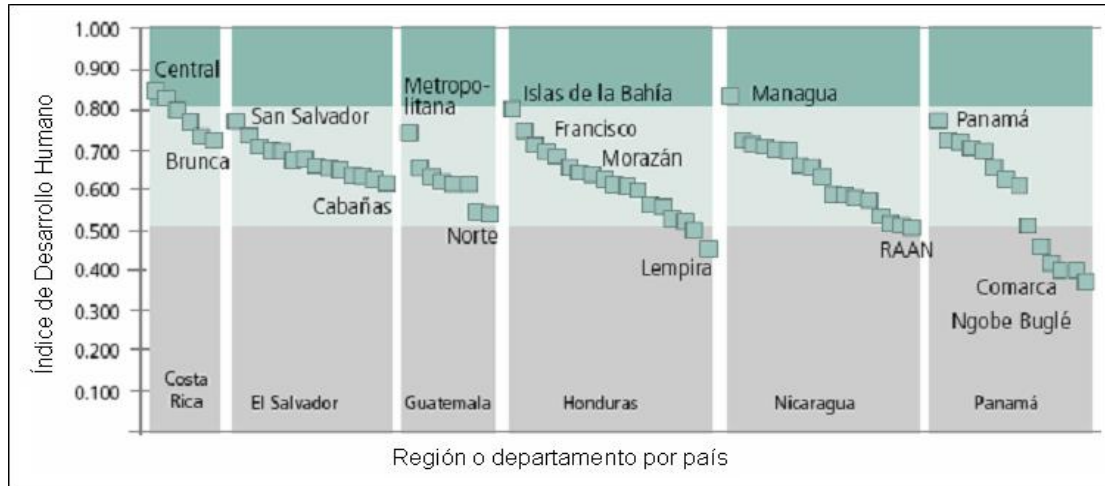 1.000
0.900
0.800
0.700
0.600
0.500
0.400
0.300
0.200
0.100
Índice de Desarrollo Humano
Central
Brunca
Costa
Rica
San Salvador
Cabañas
El Salvador
Metropo-
litana
Norte
Guatemala
Islas de la Bahía
Francisco
Morazán
Lempira
Honduras
Managua
RAAN
Nicaragua
Panamá
Comarca
Ngobe Buglé
Panamá
Región o departamento por país